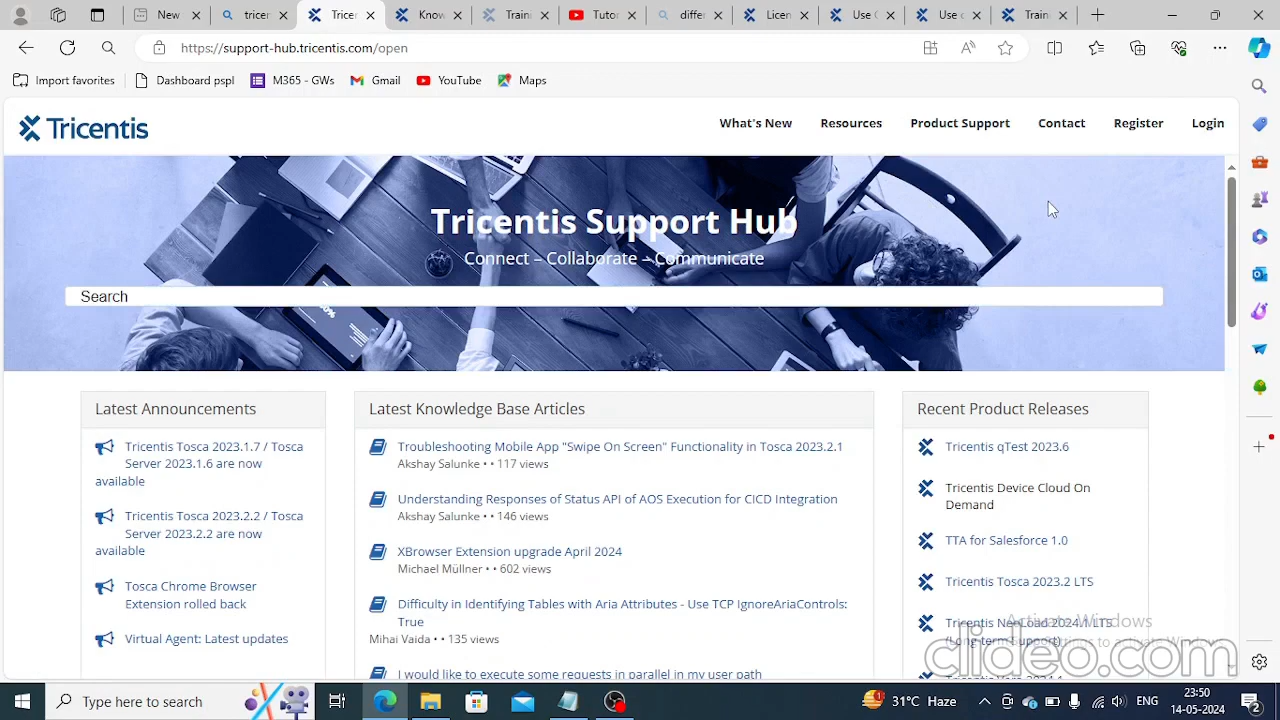 New
tricer
Tricer
Know
Traini
Tutor
differ
Licen
Use C
Use c
Traini
https://support-hub.tricentis.com/open
Import favorites
Dashboard pspl
M365 - GWs
Gmail
YouTube
Maps
Tricentis
What's New
Resources
Product Support
Contact
Register
Login
Tricentis Support Hub
Connect – Collaborate – Communicate
Search
Latest Announcements
Tricentis Tosca 2023.1.7 / Tosca
Server 2023.1.6 are now
available
Tricentis Tosca 2023.2.2 / Tosca
Server 2023.2.2 are now
available
Tosca Chrome Browser
Extension rolled back
Virtual Agent: Latest updates
Latest Knowledge Base Articles
Troubleshooting Mobile App "Swipe On Screen" Functionality in Tosca 2023.2.1
Akshay Salunke • • 117 views
Understanding Responses of Status API of AOS Execution for CICD Integration
Akshay Salunke • • 146 views
XBrowser Extension upgrade April 2024
Michael Müllner • • 602 views
Difficulty in Identifying Tables with Aria Attributes - Use TCP IgnoreAriaControls:
True
Mihai Vaida • • 135 views
I would like to execute sequences in parallel in my user path
Recent Product Releases
Tricentis qTest 2023.6
Tricentis Device Cloud On
Demand
TTA for Salesforce 1.0
Tricentis Tosca 2023.2 LTS
Tricentis NeoLoad 2024.1 LTS
(Long-term Support)
Activate Windows
clideo.com
Type here to search
31°C Haze
ENG
23:50
14-05-2024